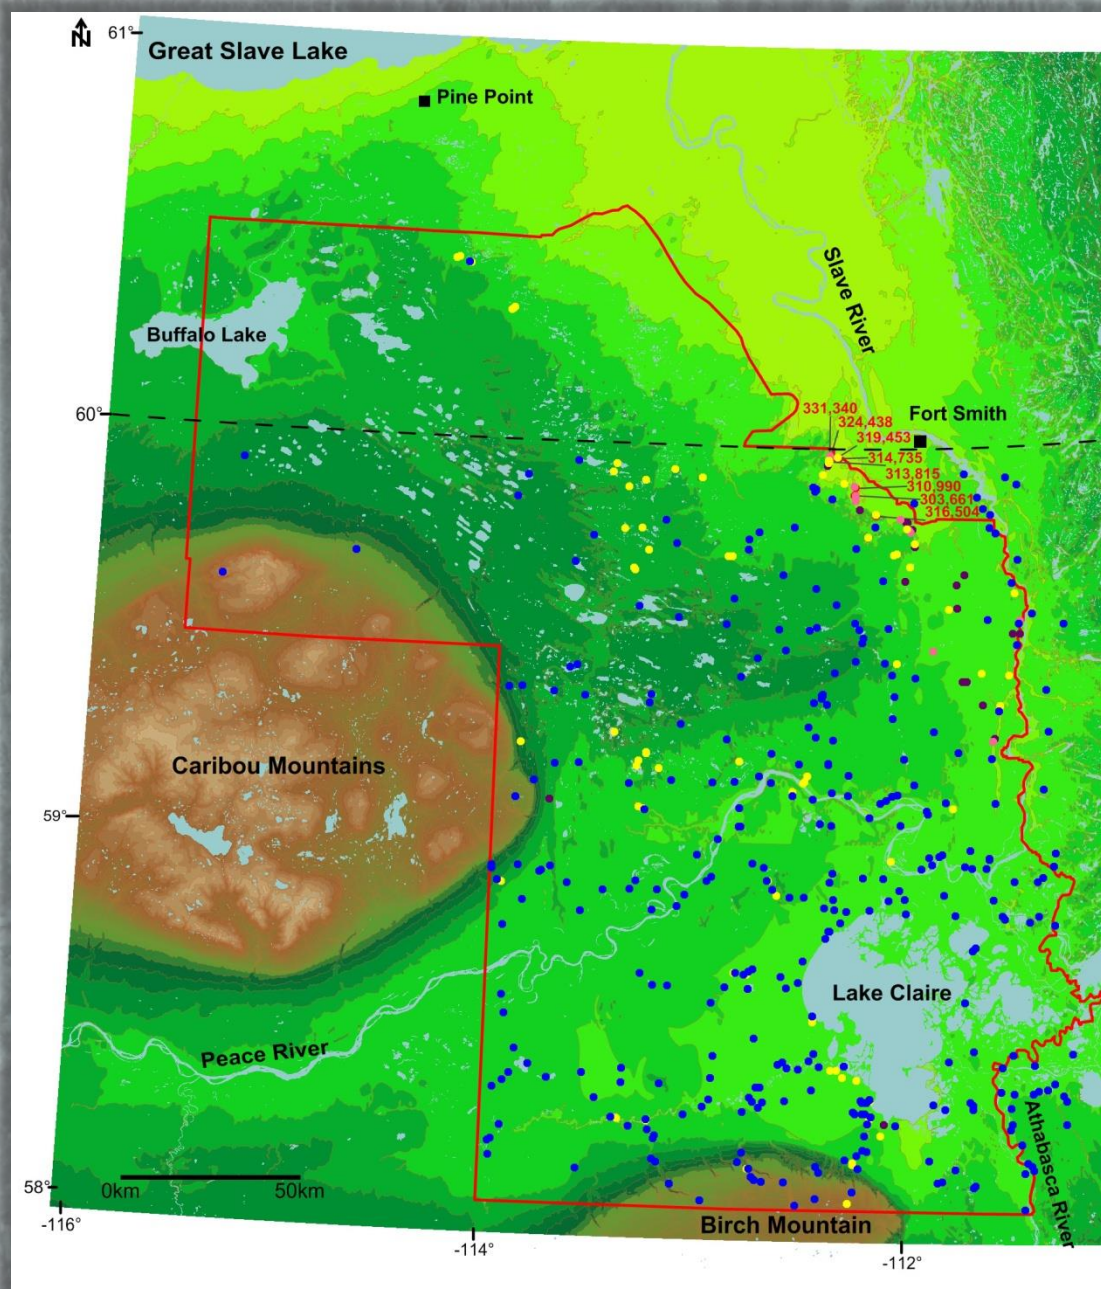 N
61°
Great Slave Lake
Pine Point
Slave River
Buffalo Lake
60°
331,340
Fort Smith
324,438
319,453
314,735
313,815
310,990
303,661
316,504
Caribou Mountains
59°
Lake Claire
Peace River
Athabasca River
58°
0km
50km
Birch Mountain
-116°
-114°
-112°